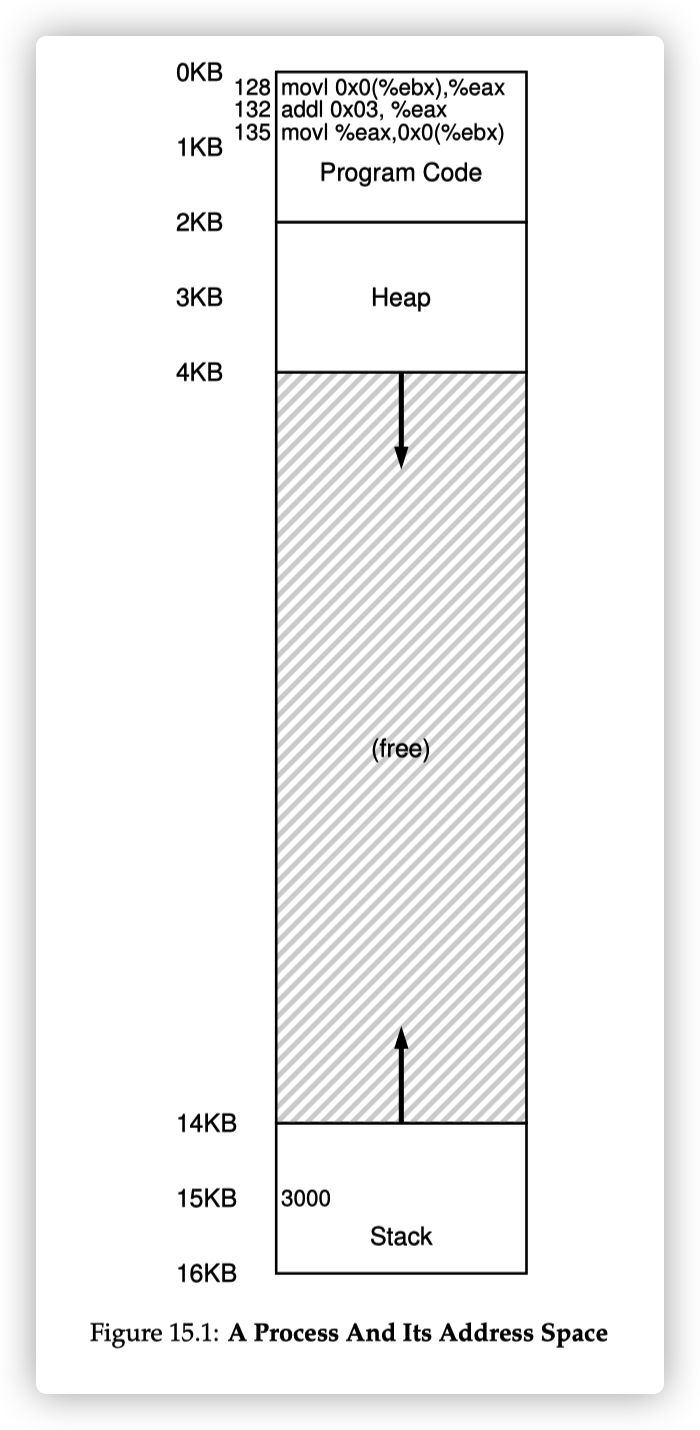 0KB
128 movl 0x0(%ebx),%eax
132 addl 0x03, %eax
135 movl %eax,0x0(%ebx)
1KB
Program Code
2KB
3KB Heap
4KB
(free)
14KB
15KB 3000
Stack
16KB
Figure 15.1: A Process And Its Address Space